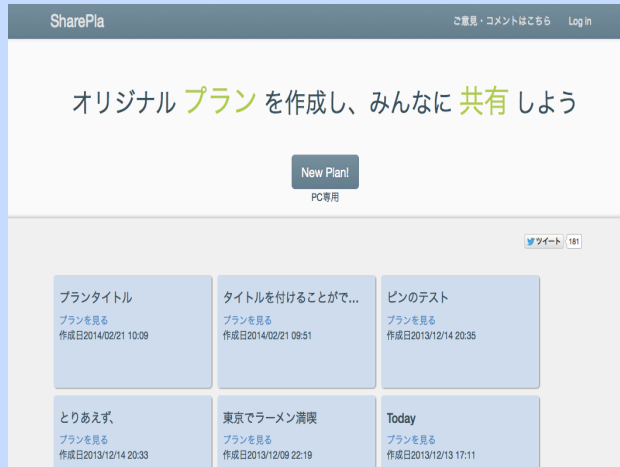 SharePla
ご意見・コメントはこちら Log in
オリジナル プラン を作成し、みんなに 共有 しよう
New Plan!
PC専用
ツイート 181
プランタイトル
プランを見る
作成日2014/02/21 10:09
タイトルを付けることがで...
プランを見る
作成日2014/02/21 09:51
ピンのテスト
プランを見る
作成日2013/12/14 20:35
とりあえず、
プランを見る
作成日2013/12/14 20:33
東京でラーメン満喫
プランを見る
作成日2013/12/09 22:19
Today
プランを見る
作成日2013/12/13 17:11